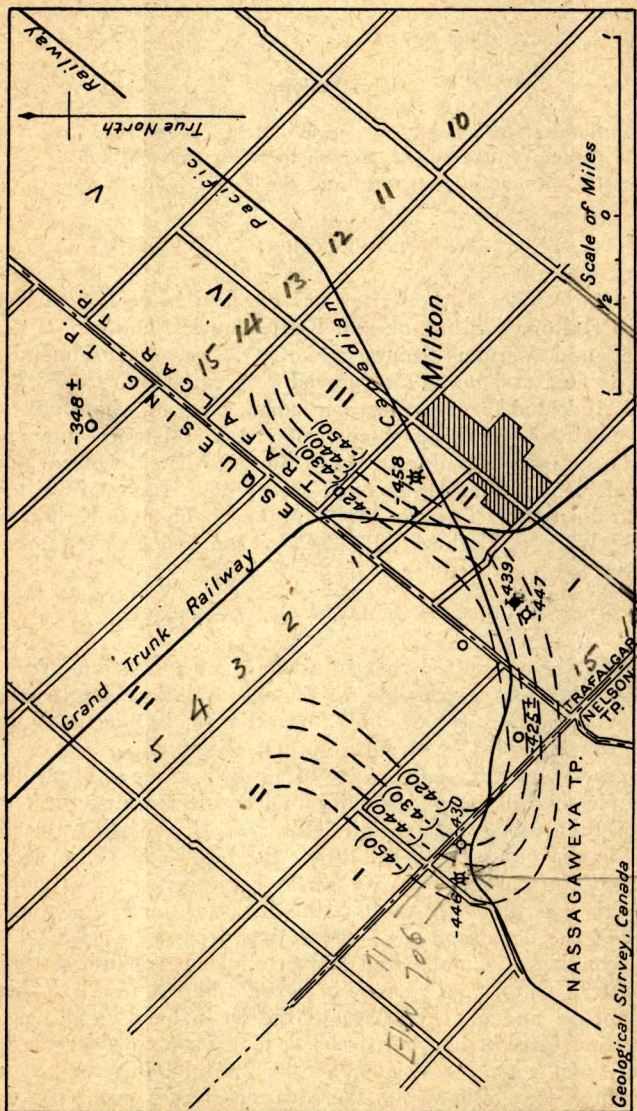 Railway
True North
V
Pacific
10
11
12
13
14
15
IV
III
Canadian
Scale of Miles
1
0
½
1
ESQUESING TP.
TRAFALGAR TP.
-348±
(-450)
(-440)
(-430)
(-420)
-458
Milton
II
Grand Trunk Railway
III
5
4
3
2
1
II
I
(-420)
(-430)
(-440)
(-450)
-439
-447
I
15
TRAFALGAR
NELSON
TP.
-425±
-430
-446
711
Elev 706
NASSAGAWEYA TP.
Geological Survey, Canada